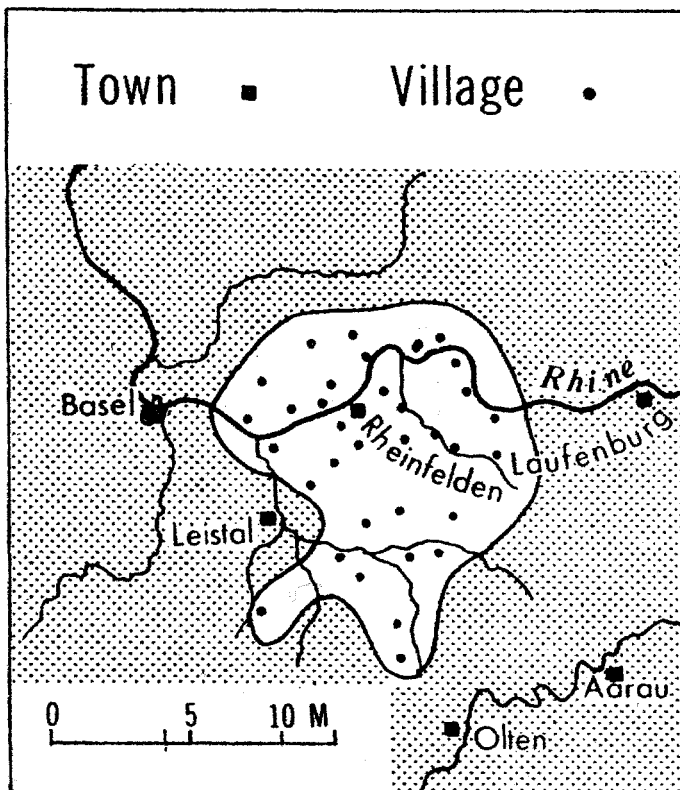 Town Village
Rhine
Basel
Rheinfelden
Laufenburg
Leistal
Aarau
Olten
0 5 10 M